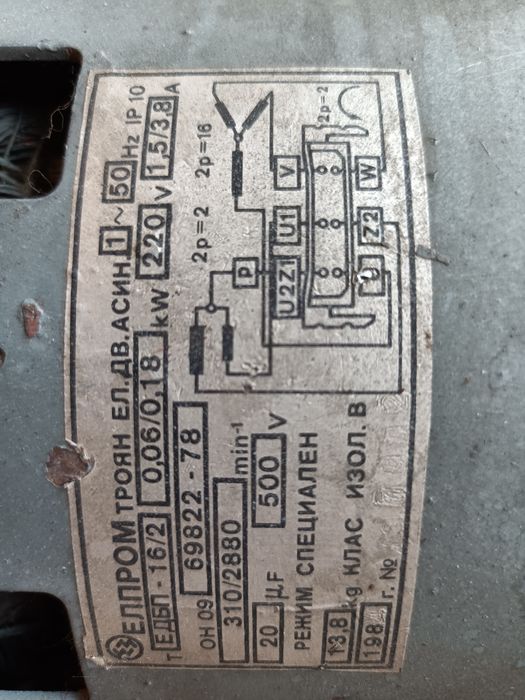 ЕЛПРОМ ТРОЯН ЕЛ.ДВ.АСИН. 1 ~ 50 Hz IP 10
Т ЕДБП - 16/2 0,06/0,18 kW 220 V 1,5/3,8 A
ОН 09 69822 - 78
310/2880 min-1
20 µF 500 V
РЕЖИМ СПЕЦИАЛЕН
kg КЛАС ИЗОЛ. В
198 г. №
2p=2 2p=16
2p=2
P
U2Z1 U1 V
U Z2 W